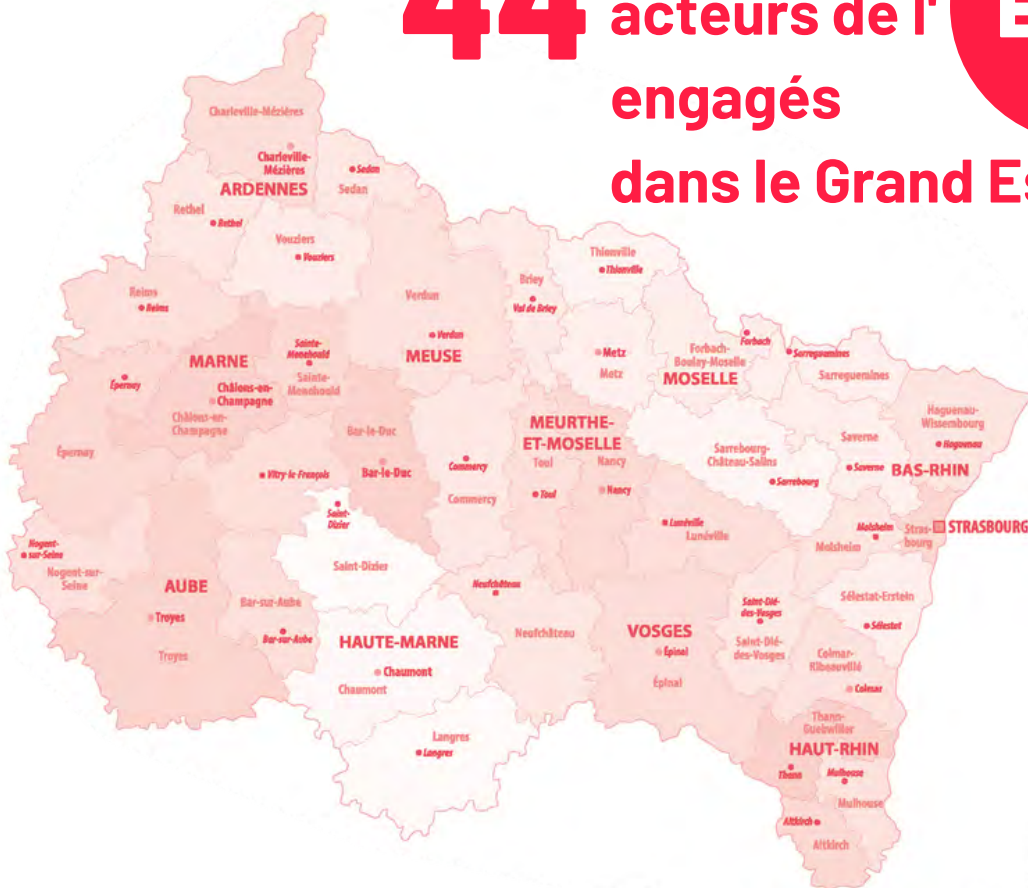 44
acteurs de l'
engagés
dans le Grand Es
Charleville-Mézières
Charleville-
Mézières
Sedan
ARDENNES
Sedan
Rethel
Rethel
Vouziers
Vouziers
Thionville
Thionville
Reims
Reims
Verdun
Verdun
Briey
Val de Briey
MARNE
Sainte-
Menehould
Sainte-
Menehould
MEUSE
Metz
Metz
Forbach
Forbach-
Boulay-Moselle
MOSELLE
Sarreguemines
Sarreguemines
Épernay
Épernay
Châlons-en-
Champagne
Châlons-en-
Champagne
Bar-le-Duc
Bar-le-Duc
MEURTHE-
ET-MOSELLE
Toul
Toul
Nancy
Nancy
Sarrebourg-
Château-Salins
Sarrebourg
Saverne
Saverne
Haguenau-
Wissembourg
Haguenau
BAS-RHIN
Vitry-le-François
Commercy
Commercy
Saint-
Dizier
Saint-Dizier
Lunéville
Lunéville
Molsheim
Molsheim
Stras-
bourg
STRASBOURG
Nogent-
sur-Seine
Nogent-sur-
Seine
AUBE
Troyes
Troyes
Bar-sur-Aube
Bar-sur-Aube
HAUTE-MARNE
Chaumont
Chaumont
Neufchâteau
Neufchâteau
VOSGES
Épinal
Épinal
Saint-Dié-
des-Vosges
Saint-Dié-
des-Vosges
Sélestat-Erstein
Sélestat
Colmar-
Ribeauvillé
Colmar
Langres
Langres
Thann-
Guebwiller
HAUT-RHIN
Thann
Mulhouse
Mulhouse
Altkirch
Altkirch